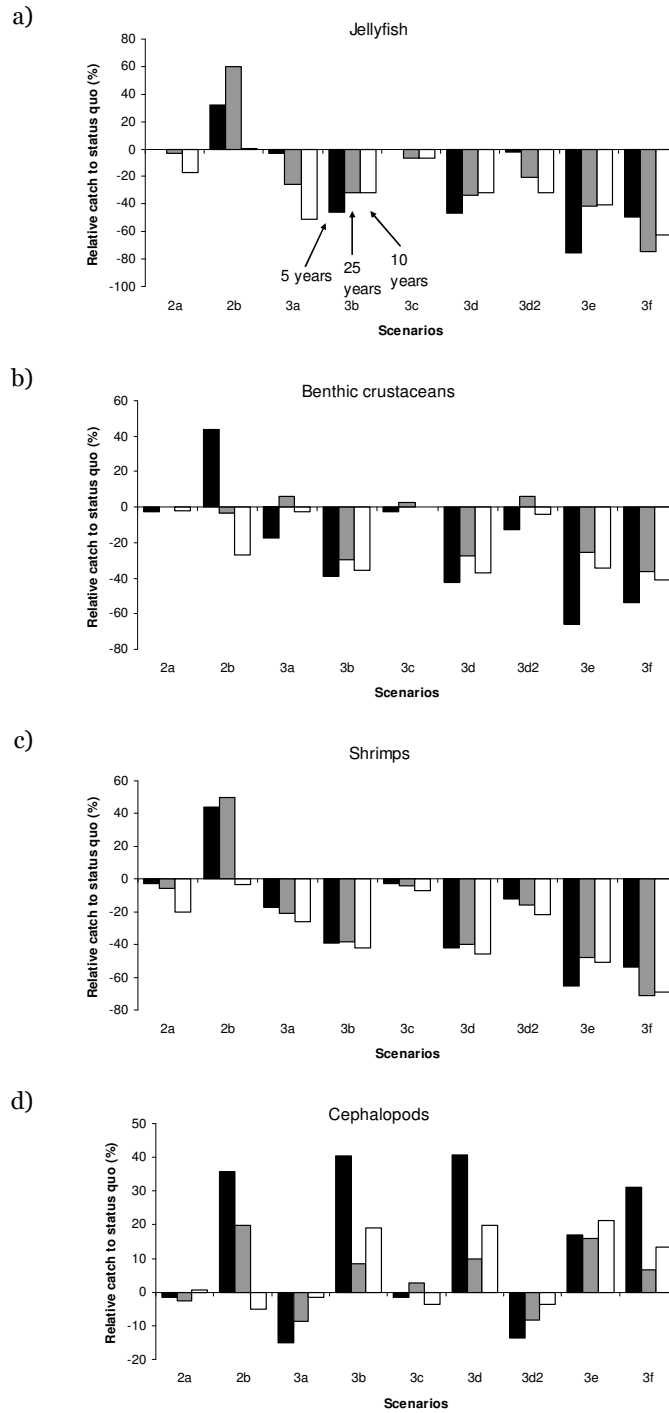 a)
Jellyfish
Relative catch to status quo (%)
80
60
40
20
0
-20
-40
-60
-80
-100
5 years
25 years
10 years
2a 2b 3a 3b 3c 3d 3d2 3e 3f
Scenarios
b)
Benthic crustaceans
Relative catch to status quo (%)
60
40
20
0
-20
-40
-60
-80
2a 2b 3a 3b 3c 3d 3d2 3e 3f
Scenarios
c)
Shrimps
Relative catch to status quo (%)
60
40
20
0
-20
-40
-60
-80
2a 2b 3a 3b 3c 3d 3d2 3e 3f
Scenarios
d)
Cephalopods
Relative catch to status quo (%)
50
40
30
20
10
0
-10
-20
2a 2b 3a 3b 3c 3d 3d2 3e 3f
Scenarios